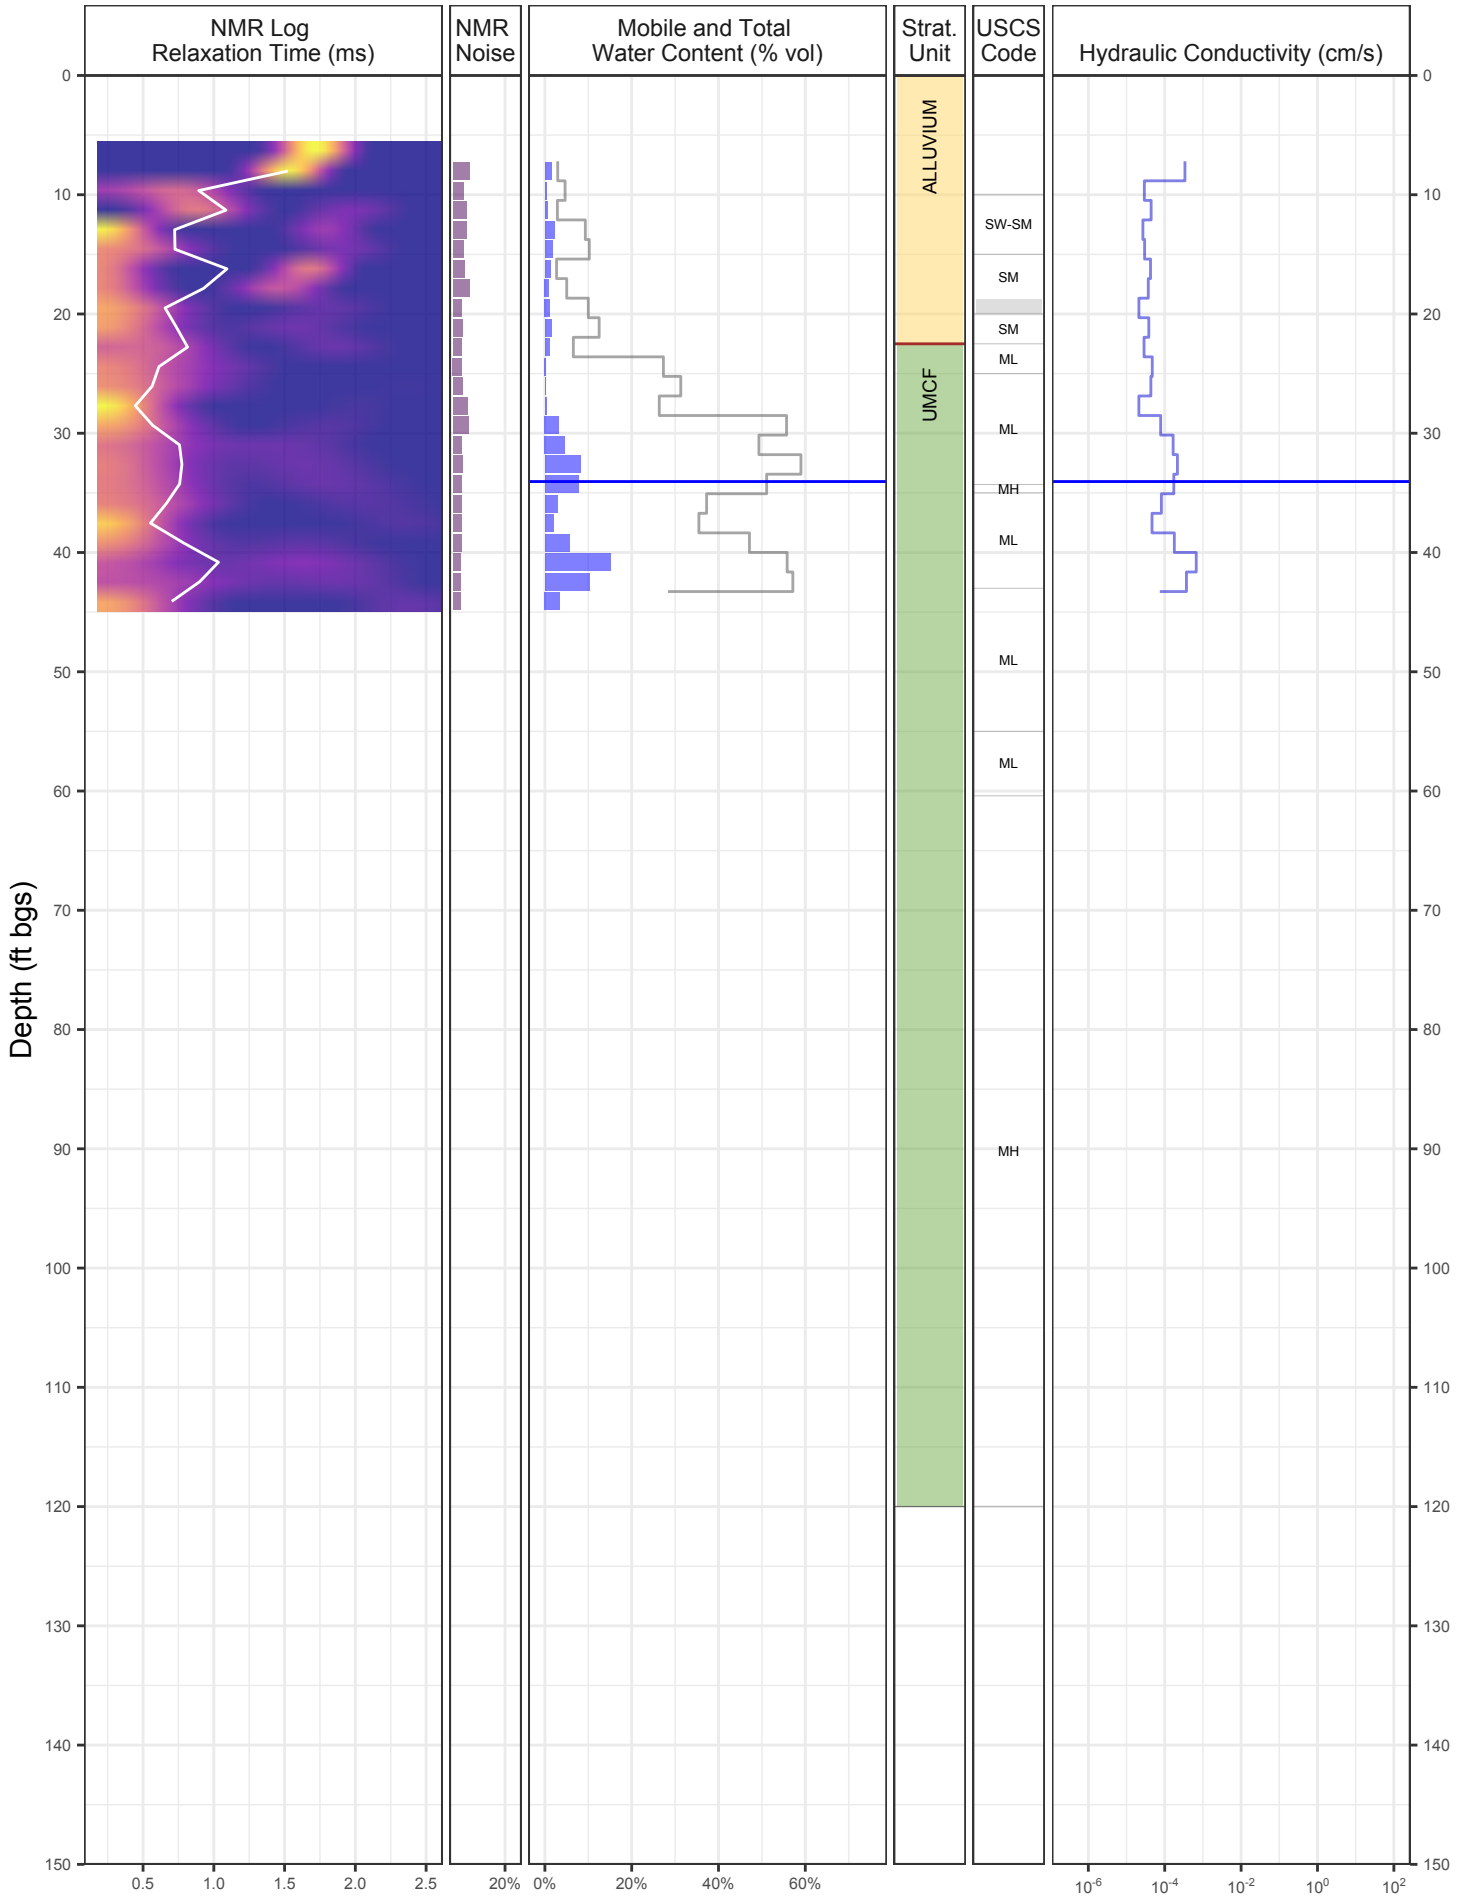 NMR Log
Relaxation Time (ms)
NMR
Noise
Mobile and Total
Water Content (% vol)
Strat.
Unit
USCS
Code
Hydraulic Conductivity (cm/s)
Depth (ft bgs)
0
10
20
30
40
50
60
70
80
90
100
110
120
130
140
150
ALLUVIUM
UMCF
SW-SM
SM
SM
ML
ML
MH
ML
ML
ML
MH
0
10
20
30
40
50
60
70
80
90
100
110
120
130
140
150
0.5 1.0 1.5 2.0 2.5
20%
0% 20% 40% 60%
10⁻⁶ 10⁻⁴ 10⁻² 10⁰ 10²